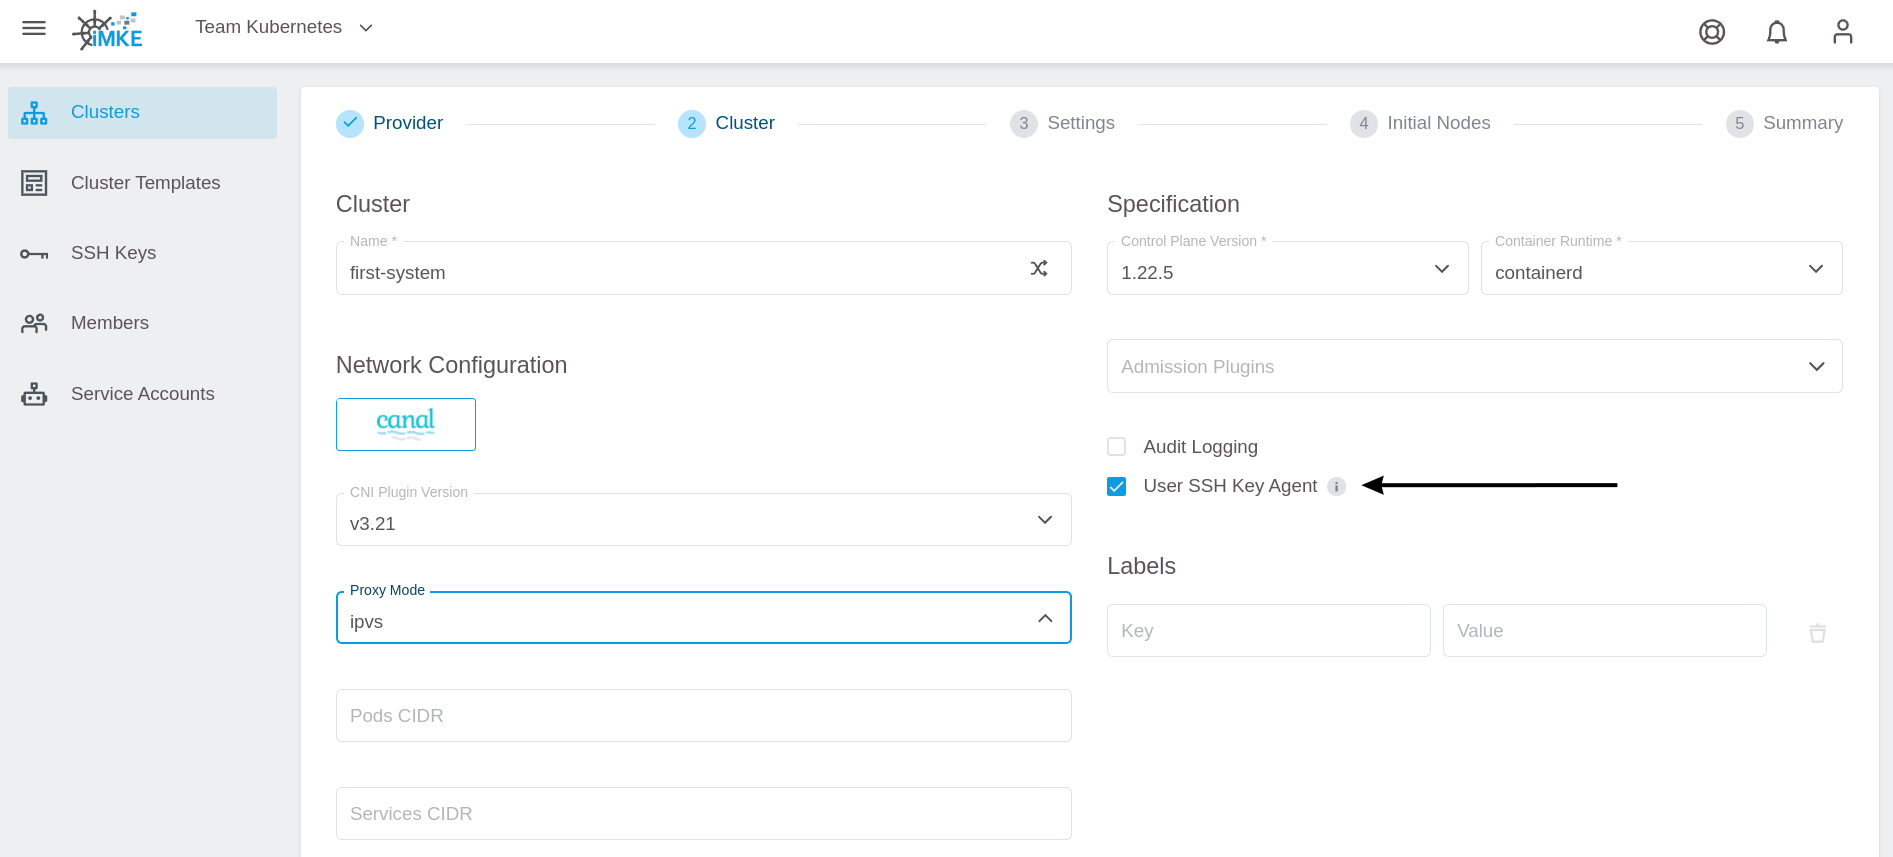 iMKE
Team Kubernetes
Clusters
Cluster Templates
SSH Keys
Members
Service Accounts
Provider
2 Cluster
3 Settings
4 Initial Nodes
5 Summary
Cluster
Name *
first-system
Network Configuration
canal
CNI Plugin Version
v3.21
Proxy Mode
ipvs
Pods CIDR
Services CIDR
Specification
Control Plane Version *
1.22.5
Container Runtime *
containerd
Admission Plugins
Audit Logging
User SSH Key Agent i
Labels
Key
Value